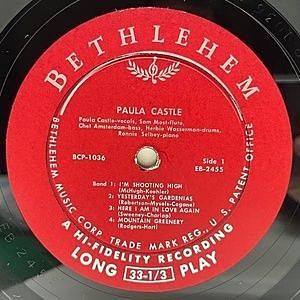 BETHLEHEM
PAULA CASTLE
Paula Castle-vocals, Sam Most-flute,
Chet Amsterdam-bass, Herbie Wasserman-drums,
Ronnie Selbey-piano
BCP-1036
Side 1
EB-2455
Band 1: I'M SHOOTING HIGH
(McHugh-Koehler)
2: YESTERDAY'S GARDENIAS
(Robertson-Mysels-Cogane)
3: HERE I AM IN LOVE AGAIN
(Sweeney-Charlap)
4: MOUNTAIN GREENERY
(Rodgers-Hart)
BETHLEHEM MUSIC CORP. TRADE MARK REG., U.S. PATENT OFFICE
A HI-FIDELITY RECORDING
LONG 33-1/3 PLAY